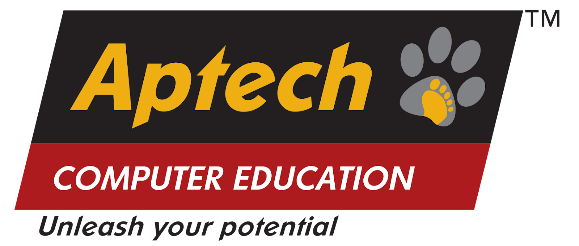 Aptech TM
COMPUTER EDUCATION
Unleash your potential